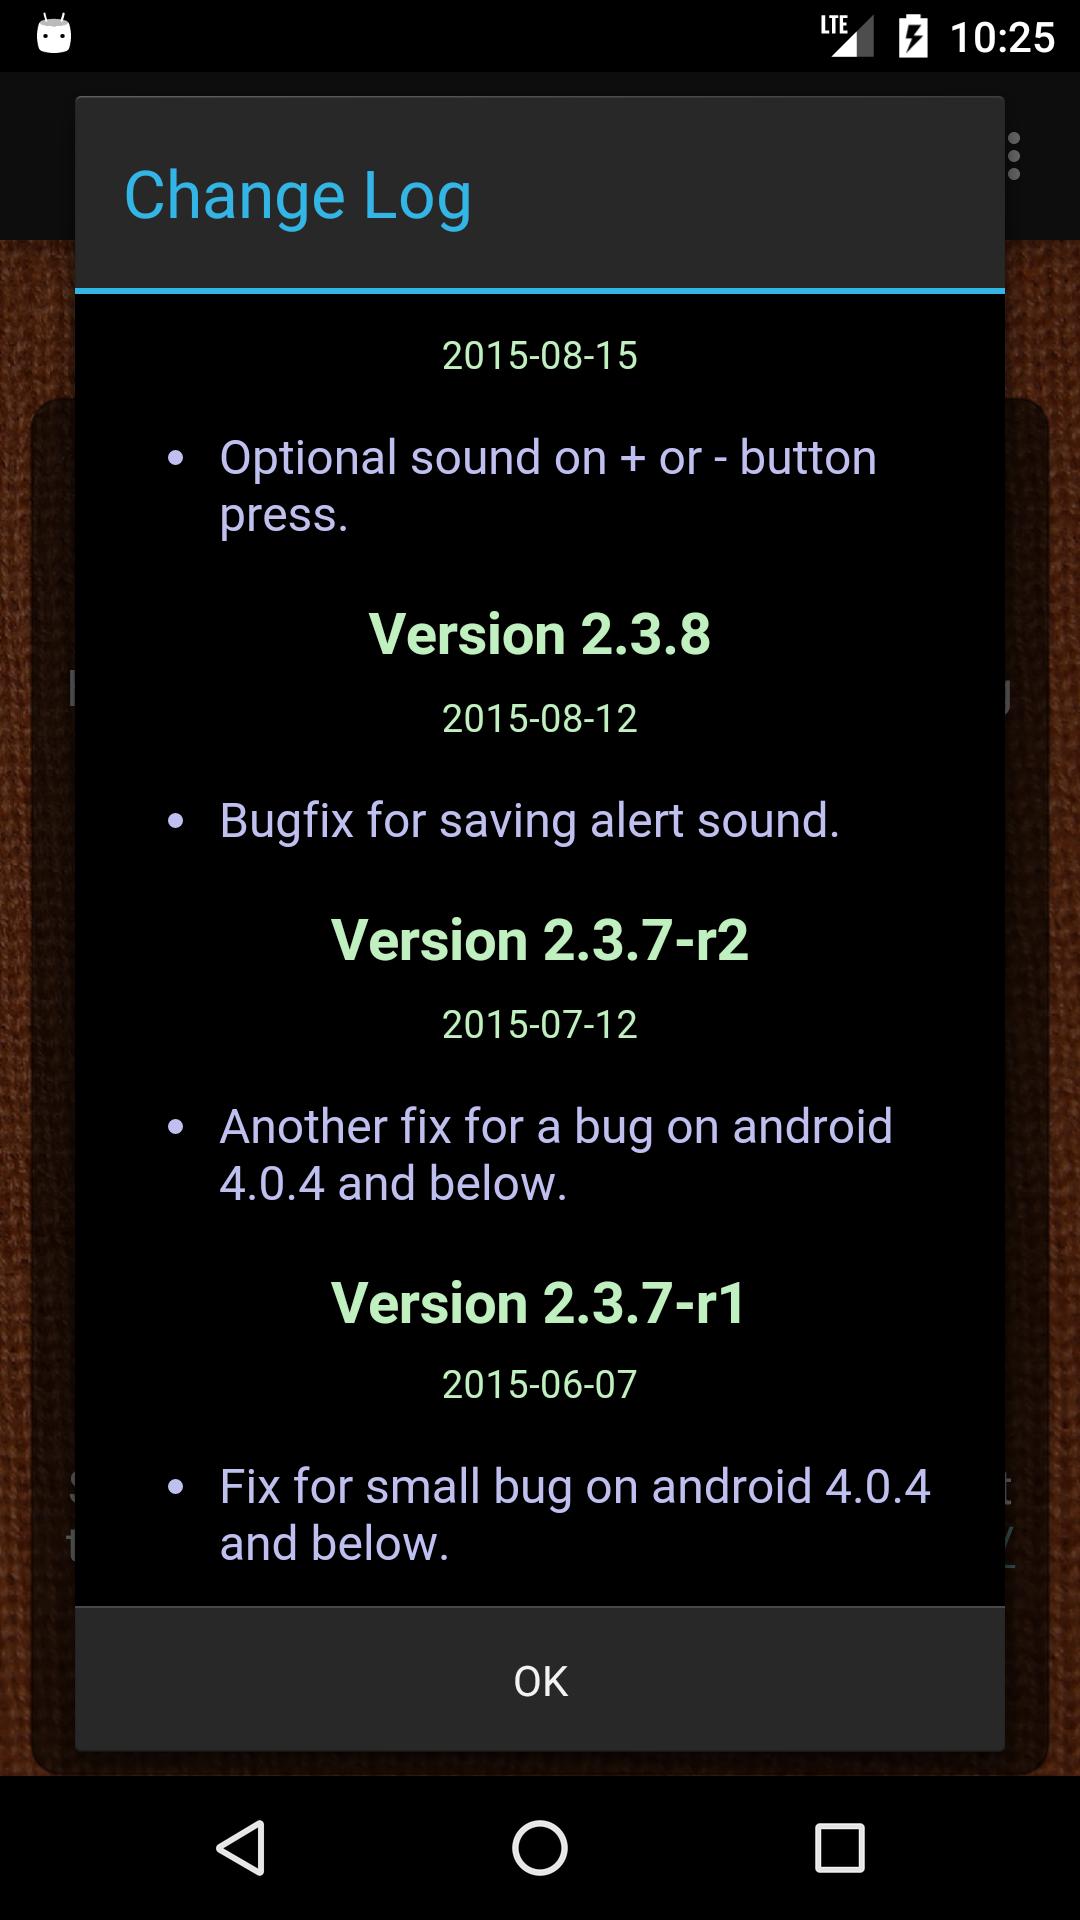 LTE 10:25
Change Log
2015-08-15
• Optional sound on + or - button
press.
Version 2.3.8
2015-08-12
• Bugfix for saving alert sound.
Version 2.3.7-r2
2015-07-12
• Another fix for a bug on android
4.0.4 and below.
Version 2.3.7-r1
2015-06-07
• Fix for small bug on android 4.0.4
and below.
OK